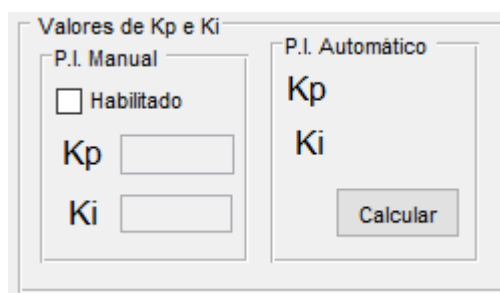 Valores de Kp e Ki
P.I. Manual
Habilitado
Kp
Ki
P.I. Automático
Kp
Ki
Calcular